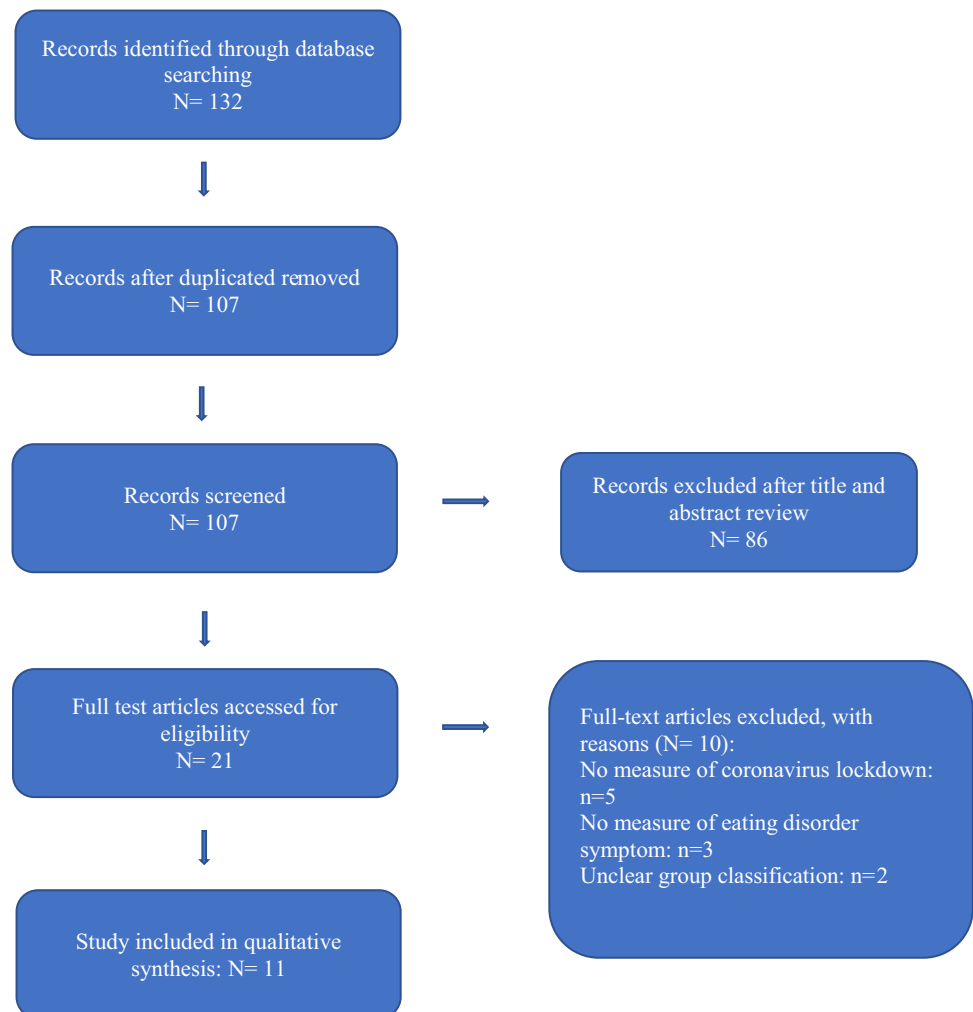 Records identified through database
searching
N= 132
Records after duplicated removed
N= 107
Records screened
N= 107
Records excluded after title and
abstract review
N= 86
Full test articles accessed for
eligibility
N= 21
Full-text articles excluded, with
reasons (N= 10):
No measure of coronavirus lockdown:
n=5
No measure of eating disorder
symptom: n=3
Unclear group classification: n=2
Study included in qualitative
synthesis: N= 11